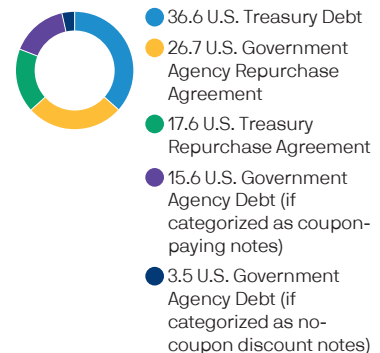 36.6 U.S. Treasury Debt
26.7 U.S. Government
Agency Repurchase
Agreement
17.6 U.S. Treasury
Repurchase Agreement
15.6 U.S. Government
Agency Debt (if
categorized as coupon-
paying notes)
3.5 U.S. Government
Agency Debt (if
categorized as no-
coupon discount notes)